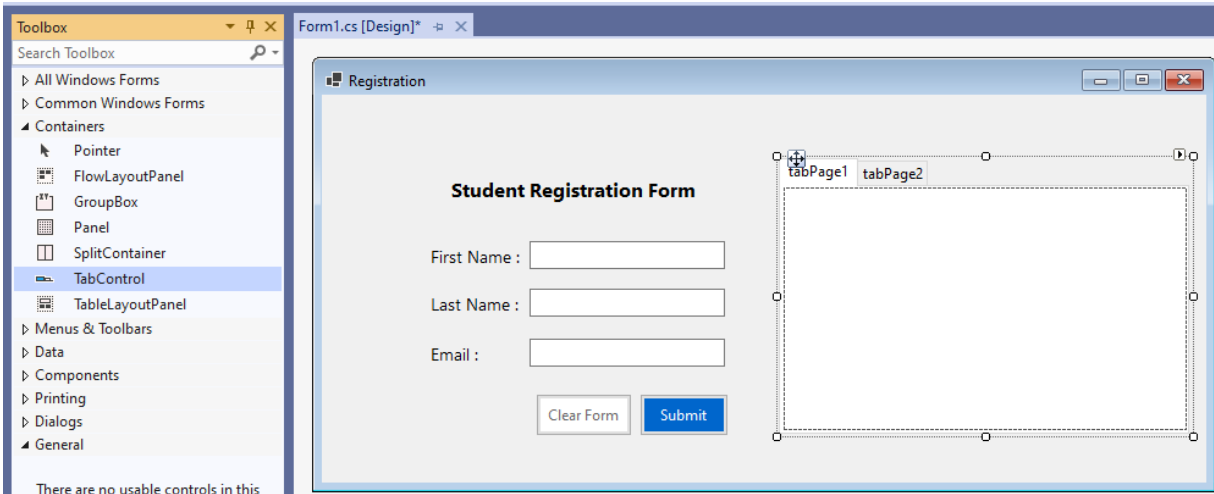 Toolbox
Form1.cs [Design]*
Search Toolbox
All Windows Forms
Common Windows Forms
Containers
Pointer
FlowLayoutPanel
GroupBox
Panel
SplitContainer
TabControl
TableLayoutPanel
Menus & Toolbars
Data
Components
Printing
Dialogs
General
There are no usable controls in this
Registration
Student Registration Form
First Name :
Last Name :
Email :
Clear Form Submit
tabPage1 tabPage2